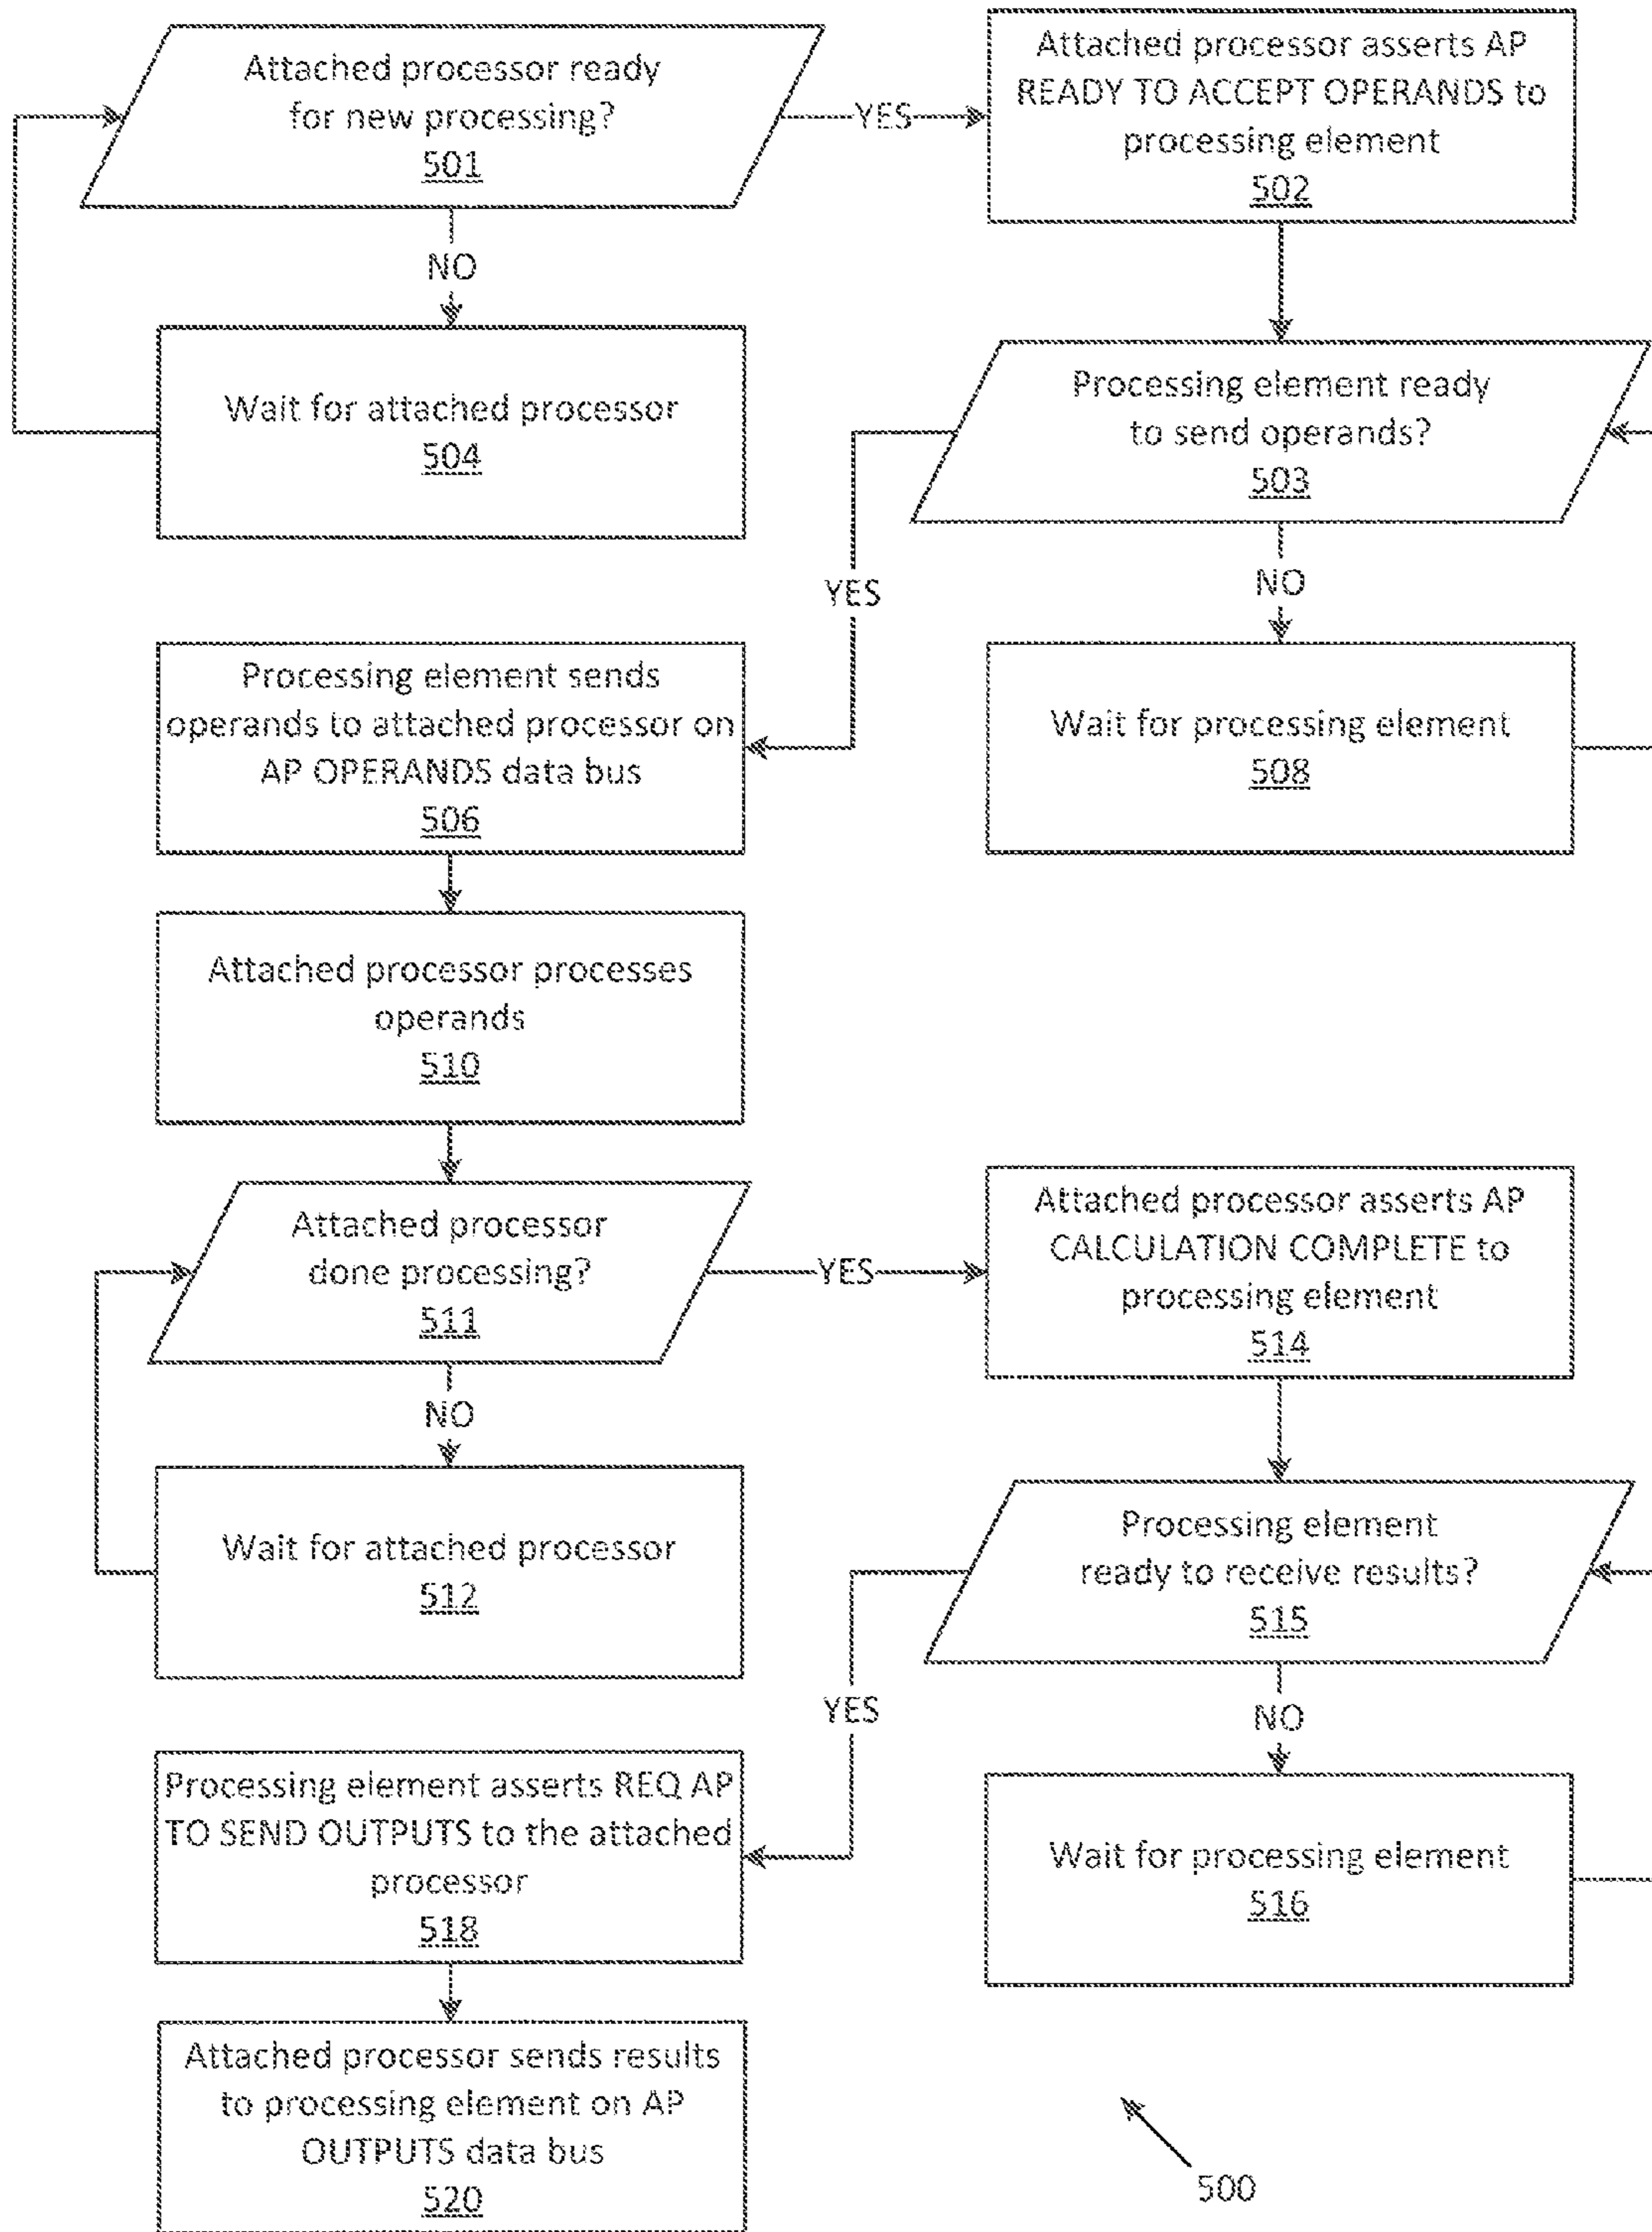 Attached processor ready
for new processing?
501
YES
Attached processor asserts AP
READY TO ACCEPT OPERANDS to
processing element
502
NO
Wait for attached processor
504
Processing element ready
to send operands?
503
YES
NO
Processing element sends
operands to attached processor on
AP OPERANDS data bus
506
Wait for processing element
508
Attached processor processes
operands
510
Attached processor
done processing?
511
YES
Attached processor asserts AP
CALCULATION COMPLETE to
processing element
514
NO
Wait for attached processor
512
Processing element
ready to receive results?
515
YES
NO
Processing element asserts REQ AP
TO SEND OUTPUTS to the attached
processor
518
Wait for processing element
516
Attached processor sends results
to processing element on AP
OUTPUTS data bus
520
500